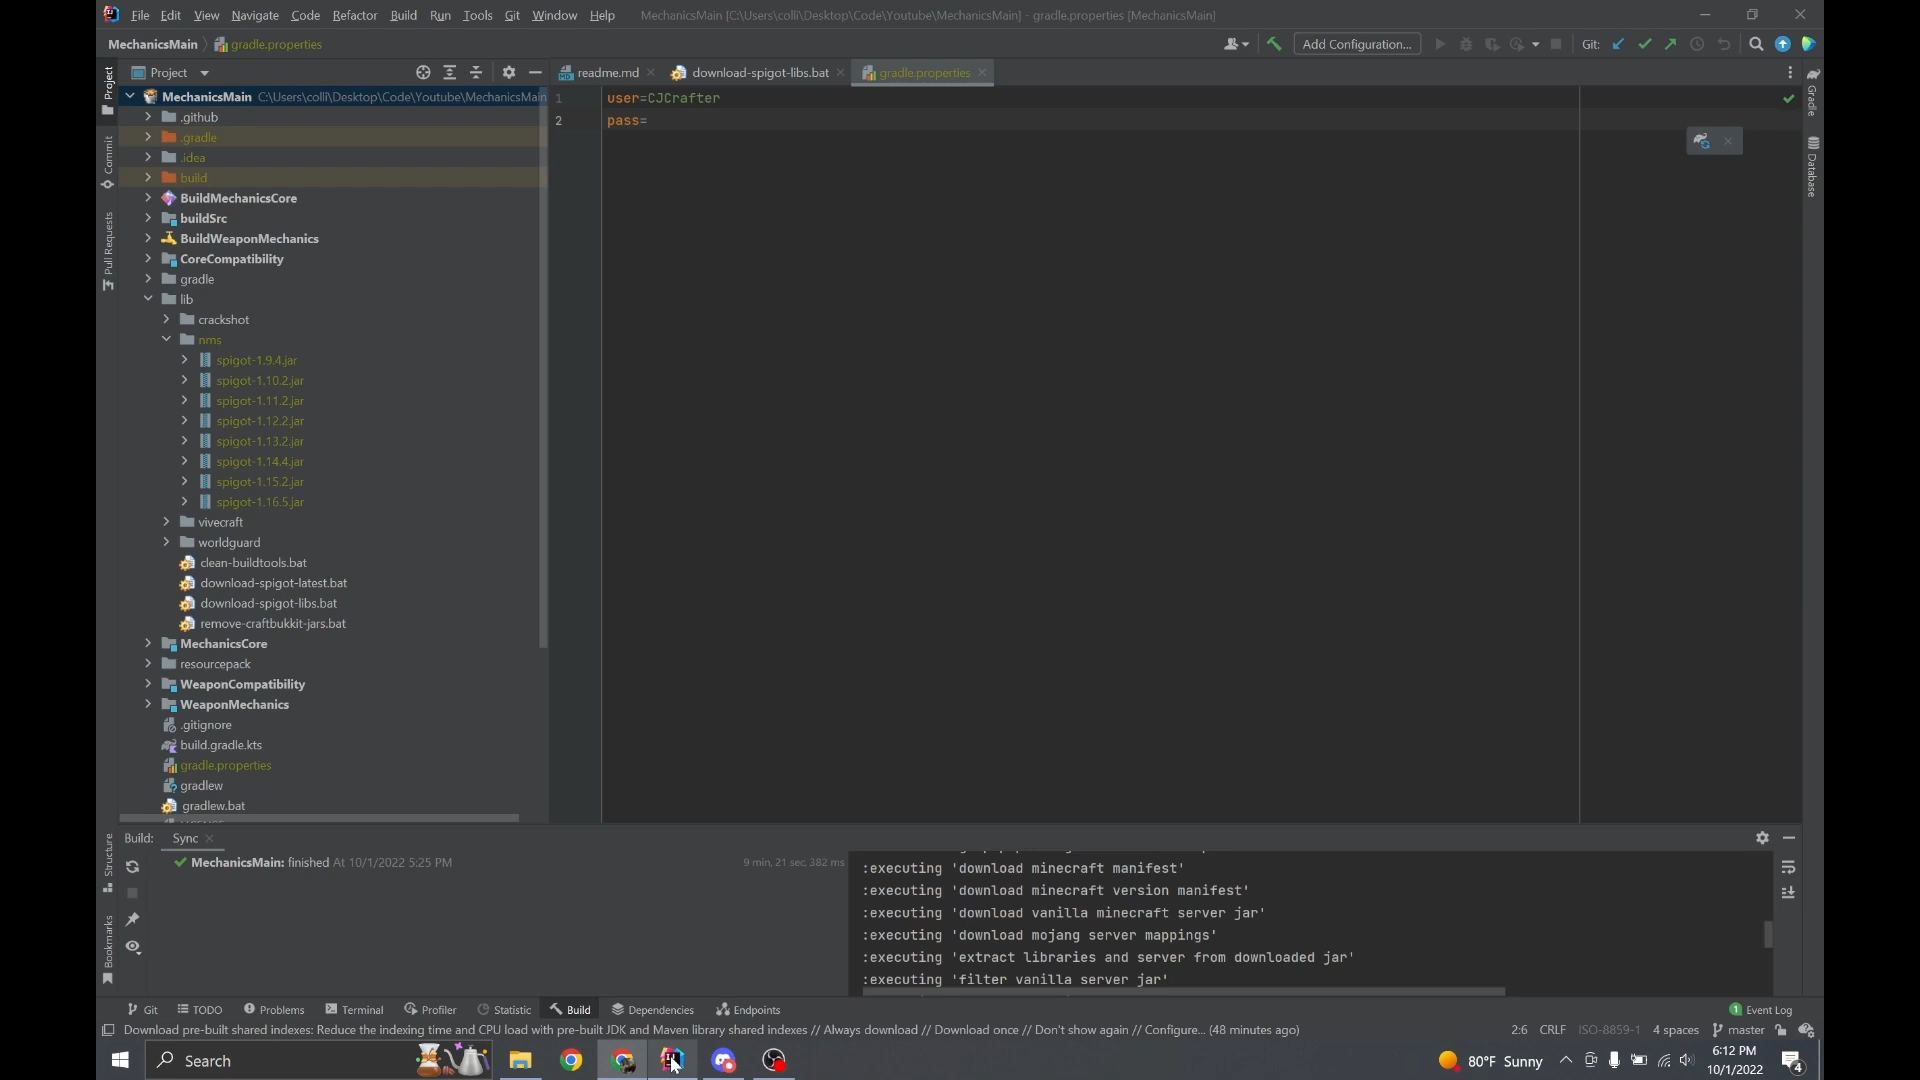 File Edit View Navigate Code Refactor Build Run Tools Git Window Help MechanicsMain [C:\Users\colli\Desktop\Code\Youtube\MechanicsMain] - gradle.properties [MechanicsMain]
MechanicsMain gradle.properties Add Configuration... Git:
Project readme.md download-spigot-libs.bat gradle.properties
MechanicsMain C:\Users\colli\Desktop\Code\Youtube\MechanicsMain
.github
.gradle
.idea
build
BuildMechanicsCore
buildSrc
BuildWeaponMechanics
CoreCompatibility
gradle
lib
crackshot
nms
spigot-1.9.4.jar
spigot-1.10.2.jar
spigot-1.11.2.jar
spigot-1.12.2.jar
spigot-1.13.2.jar
spigot-1.14.4.jar
spigot-1.15.2.jar
spigot-1.16.5.jar
vivecraft
worldguard
clean-buildtools.bat
download-spigot-latest.bat
download-spigot-libs.bat
remove-craftbukkit-jars.bat
MechanicsCore
resourcepack
WeaponCompatibility
WeaponMechanics
.gitignore
build.gradle.kts
gradle.properties
gradlew
gradlew.bat
1 user=CJCrafter
2 pass=
Project
Commit
Pull Requests
Structure
Bookmarks
Gradle
Database
Build: Sync
MechanicsMain: finished At 10/1/2022 5:25 PM 9 min, 21 sec, 382 ms
:executing 'download minecraft manifest'
:executing 'download minecraft version manifest'
:executing 'download vanilla minecraft server jar'
:executing 'download mojang server mappings'
:executing 'extract libraries and server from downloaded jar'
:executing 'filter vanilla server jar'
Git TODO Problems Terminal Profiler Statistic Build Dependencies Endpoints 1 Event Log
Download pre-built shared indexes: Reduce the indexing time and CPU load with pre-built JDK and Maven library shared indexes // Always download // Download once // Don't show again // Configure... (48 minutes ago) 2:6 CRLF ISO-8859-1 4 spaces master
Search 80°F Sunny 6:12 PM
10/1/2022 4